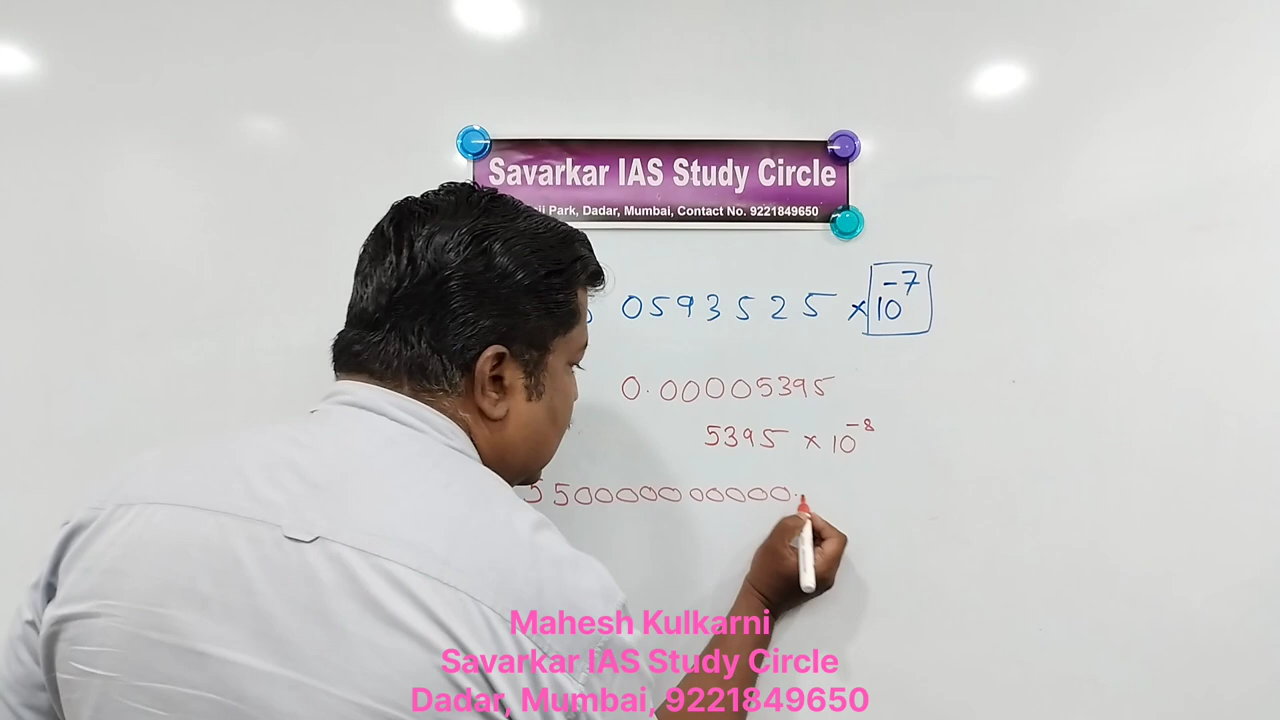 Savarkar IAS Study Circle
Park, Dadar, Mumbai, Contact No. 9221849650
0593525 × 10⁻⁷
0.00005395
5395 × 10⁻⁸
550000000000.
Mahesh Kulkarni
Savarkar IAS Study Circle
Dadar, Mumbai, 9221849650